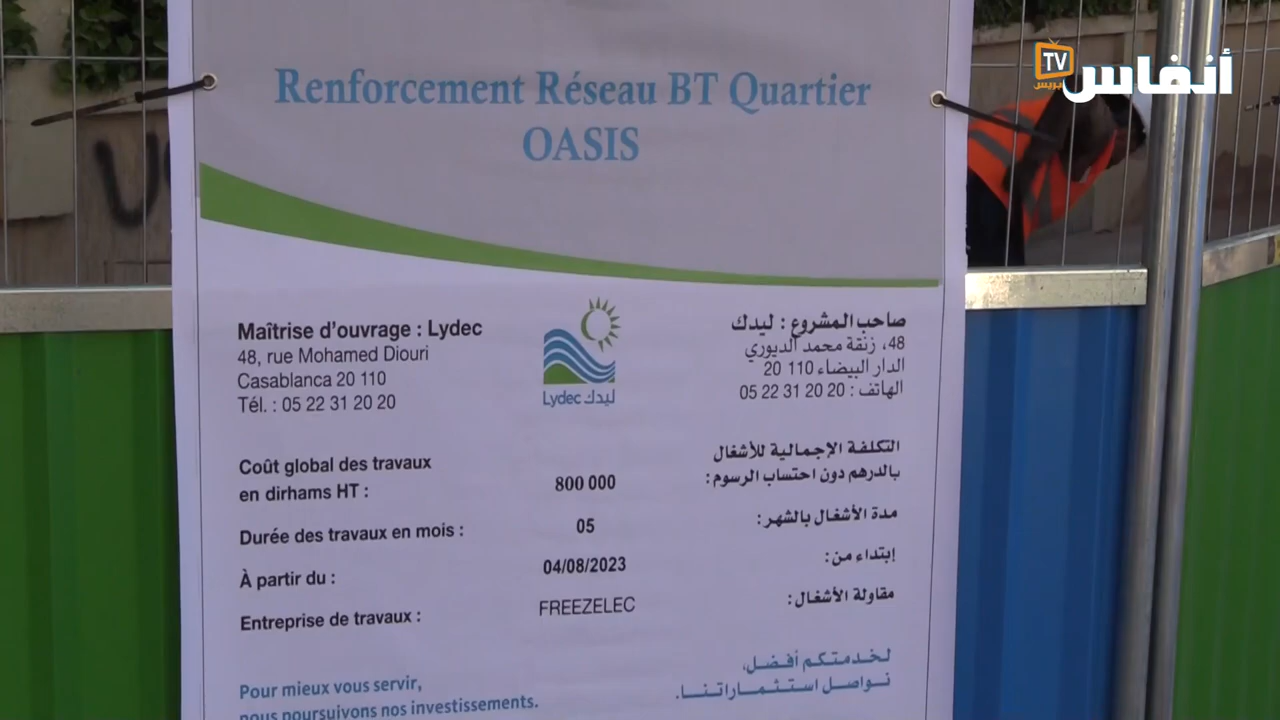 أنفاس
TV
بريس
Renforcement Réseau BT Quartier
OASIS
Maîtrise d'ouvrage : Lydec
48, rue Mohamed Diouri
Casablanca 20 110
Tél. : 05 22 31 20 20
Lydec ليدك
صاحب المشروع : ليدك
48، زنقة محمد الديوري
الدار البيضاء 110 20
الهاتف : 20 20 31 22 05
Coût global des travaux
en dirhams HT :
800 000
التكلفة الإجمالية للأشغال
بالدرهم دون احتساب الرسوم:
Durée des travaux en mois :
05
مدة الأشغال بالشهر:
À partir du :
04/08/2023
إبتداء من:
Entreprise de travaux :
FREEZELEC
مقاولة الأشغال:
Pour mieux vous servir,
nous poursuivons nos investissements.
لخدمتكم أفضل،
نواصل استثماراتنا.